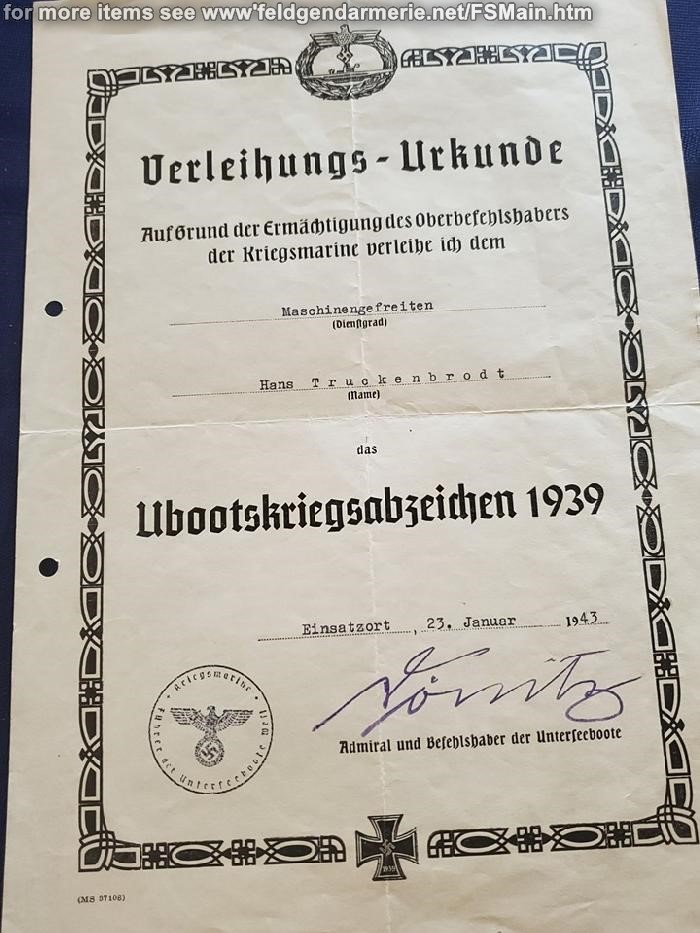 for more items see www'feldgendarmerie.net/FSMain.htm
Verleihungs-Urkunde
Auf Grund der Ermächtigung des Oberbefehlshabers
der Kriegsmarine verleihe ich dem
Maschinengefreiten
(Dienstgrad)
Hans Truckenbrodt
(Name)
das
Ubootskriegsabzeichen 1939
Einsatzort, 23. Januar 1943
Dönitz
Admiral und Befehlshaber der Unterseeboote
Kriegsmarine
Führer der Unterseeboote West
1939
(MS 97108)